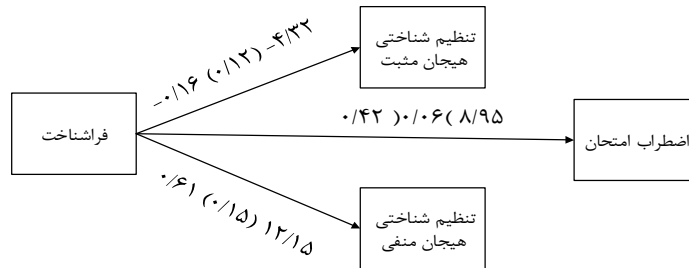 تنظیم شناختی
هیجان مثبت
-۰/۱۶ (۰/۱۲) -۴/۳۲
فراشناخت
۰/۴۲ )۰/۰۶( ۸/۹۵
اضطراب امتحان
۰/۶۱ (۰/۱۵) ۱۲/۱۵
تنظیم شناختی
هیجان منفی